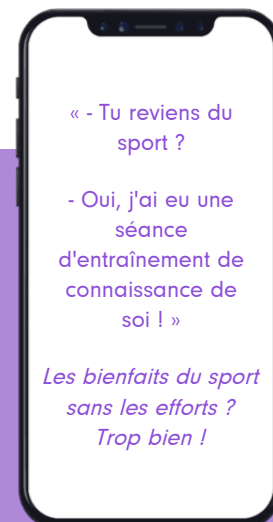 « - Tu reviens du
sport ?
- Oui, j'ai eu une
séance
d'entraînement de
connaissance de
soi ! »
Les bienfaits du sport
sans les efforts ?
Trop bien !